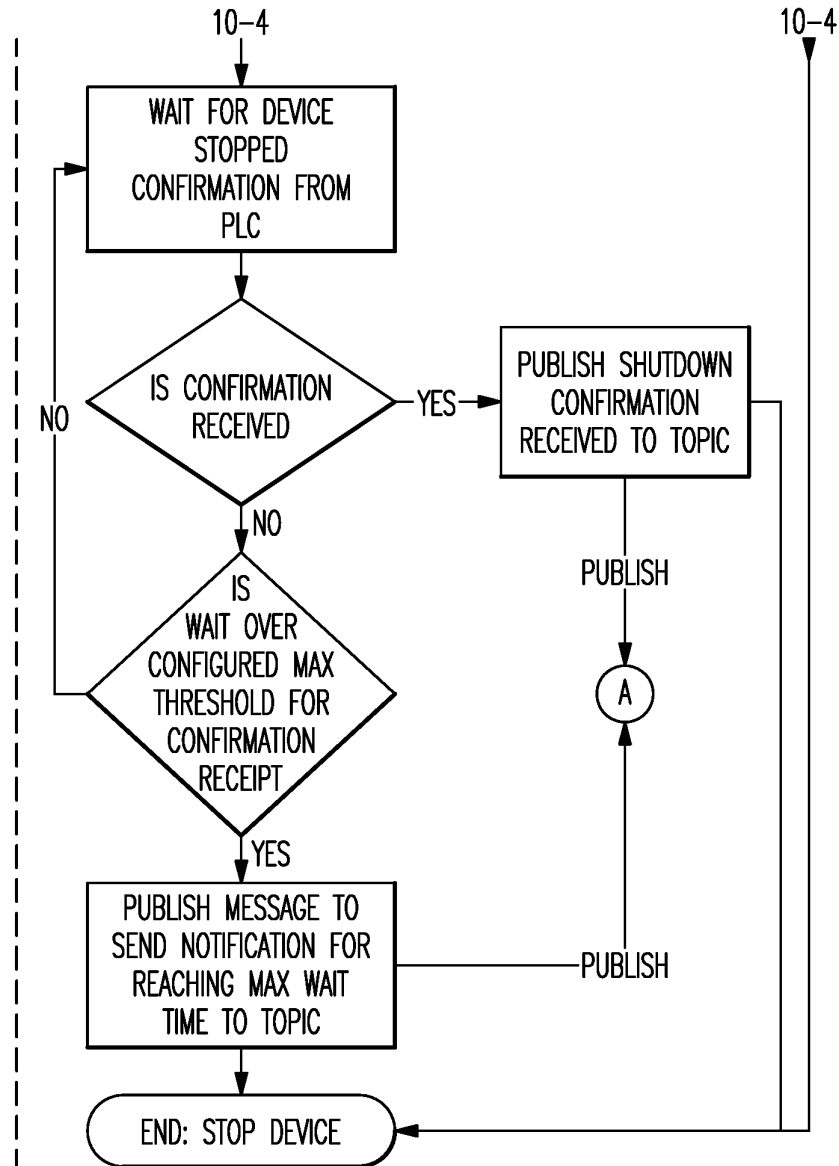 10-4
10-4
WAIT FOR DEVICE
STOPPED
CONFIRMATION FROM
PLC
IS CONFIRMATION
RECEIVED
YES
PUBLISH SHUTDOWN
CONFIRMATION
RECEIVED TO TOPIC
NO
NO
PUBLISH
IS
WAIT OVER
CONFIGURED MAX
THRESHOLD FOR
CONFIRMATION
RECEIPT
A
YES
PUBLISH MESSAGE TO
SEND NOTIFICATION FOR
REACHING MAX WAIT
TIME TO TOPIC
PUBLISH
END: STOP DEVICE